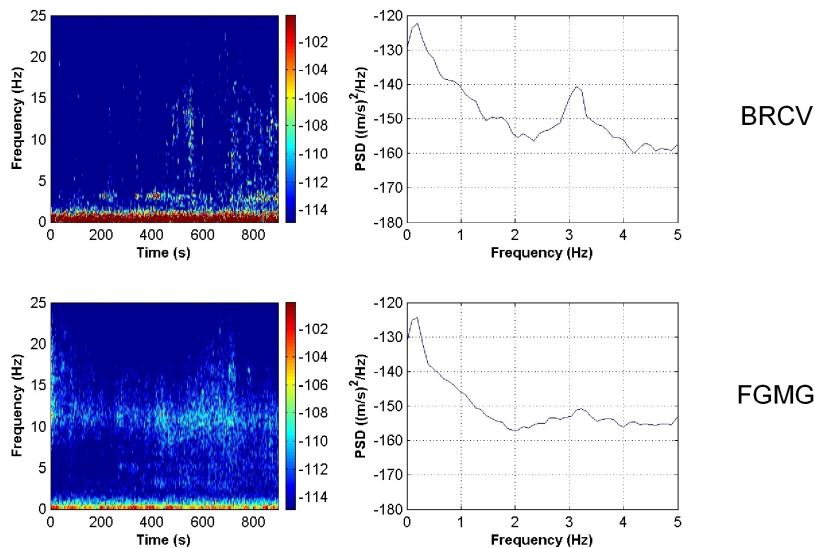 25
20
15
10
5
0
Frequency (Hz)
0 200 400 600 800
Time (s)
-102
-104
-106
-108
-110
-112
-114
-120
-130
-140
-150
-160
-170
-180
PSD ((m/s)²/Hz)
0 1 2 3 4 5
Frequency (Hz)
BRCV
25
20
15
10
5
0
Frequency (Hz)
0 200 400 600 800
Time (s)
-102
-104
-106
-108
-110
-112
-114
-120
-130
-140
-150
-160
-170
-180
PSD ((m/s)²/Hz)
0 1 2 3 4 5
Frequency (Hz)
FGMG